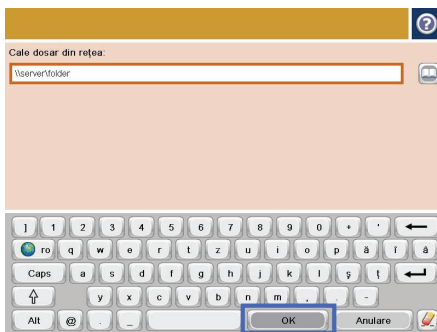 ?
Cale dosar din rețea:
\\server\folder
] 1 2 3 4 5 6 7 8 9 0 + '
ro q w e r t z u i o p ă î â
Caps a s d f g h j k l ș ț
y x c v b n m , . -
Alt @ . _ OK Anulare